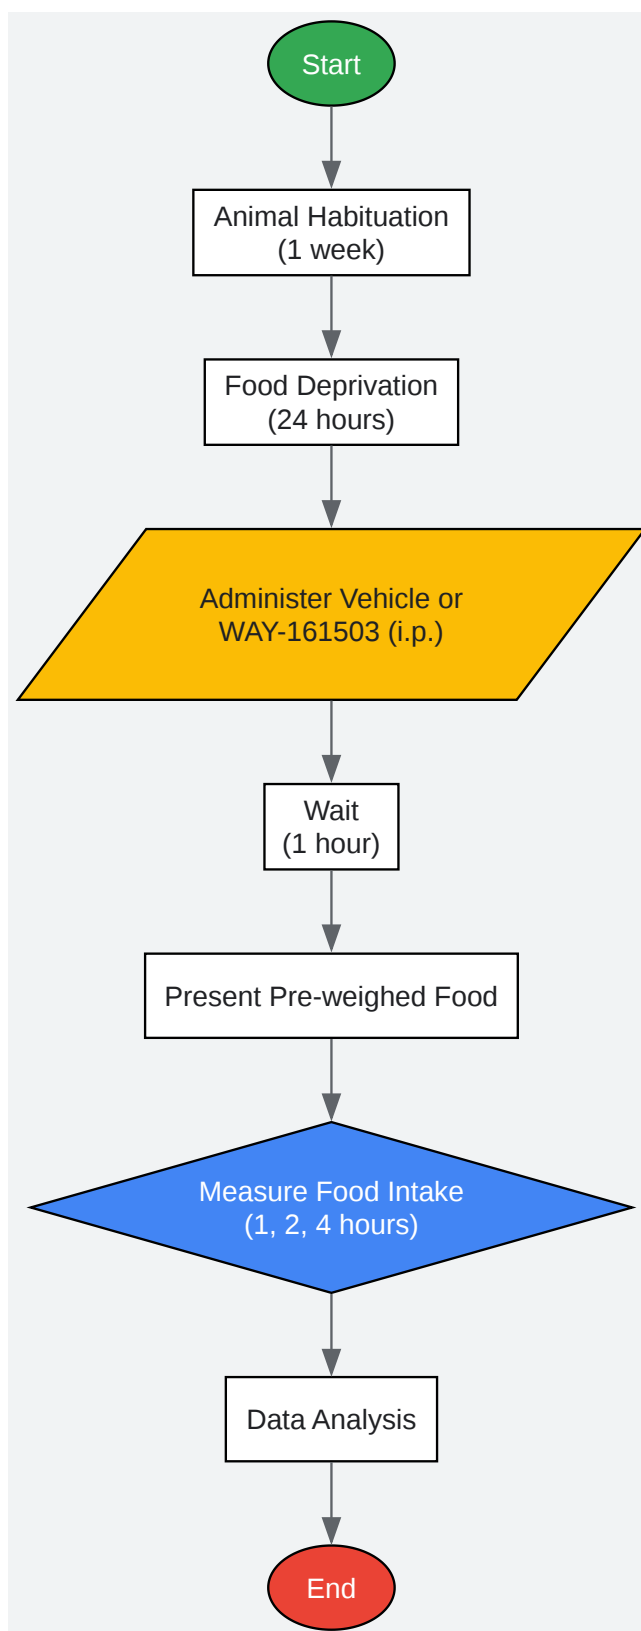 Start
Animal Habituation
(1 week)
Food Deprivation
(24 hours)
Administer Vehicle or
WAY-161503 (i.p.)
Wait
(1 hour)
Present Pre-weighed Food
Measure Food Intake
(1, 2, 4 hours)
Data Analysis
End